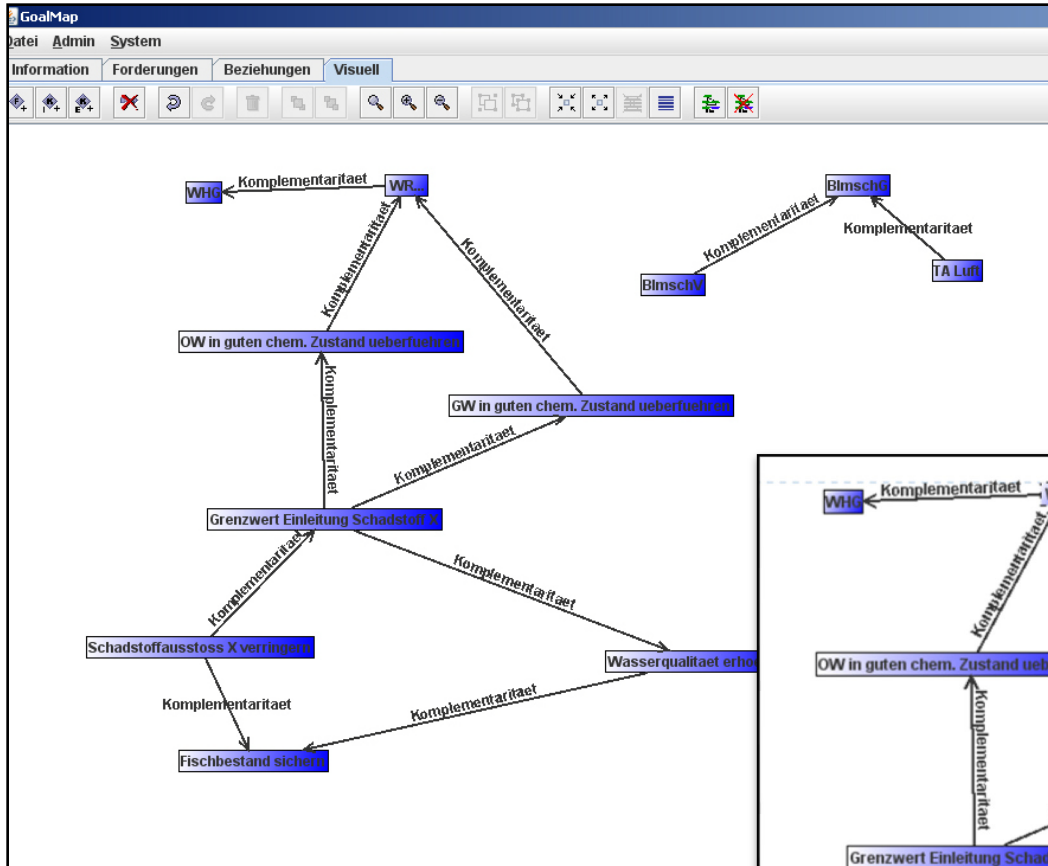 GoalMap
Datei Admin System
Information Forderungen Beziehungen Visuell
WHG
Komplementaritaet
WR...
Komplementaritaet
Komplementaritaet
BImschG
Komplementaritaet
Komplementaritaet
BImschV
TA Luft
OW in guten chem. Zustand ueberfuehren
Komplementaritaet
GW in guten chem. Zustand ueberfuehren
Komplementaritaet
Grenzwert Einleitung Schadstoff X
Komplementaritaet
Komplementaritaet
Schadstoffausstoss X verringern
Wasserqualitaet erho
Komplementaritaet
Komplementaritaet
Fischbestand sichern
WHG
Komplementaritaet
Komplementaritaet
OW in guten chem. Zustand ueb
Komplementaritaet
Grenzwert Einleitung Schad